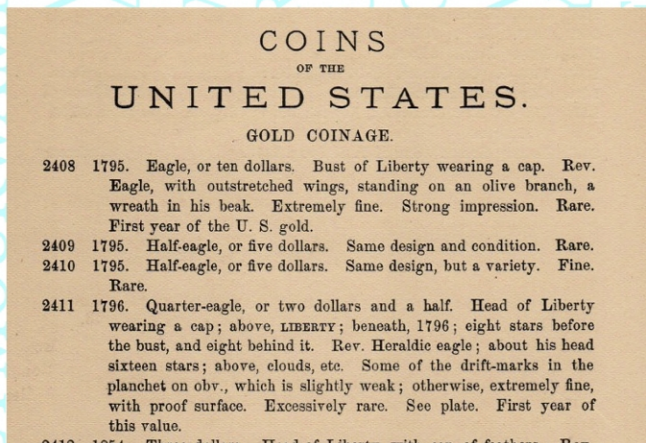 COINS
OF THE
UNITED STATES.
GOLD COINAGE.
2408 1795. Eagle, or ten dollars. Bust of Liberty wearing a cap. Rev.
Eagle, with outstretched wings, standing on an olive branch, a
wreath in his beak. Extremely fine. Strong impression. Rare.
First year of the U. S. gold.
2409 1795. Half-eagle, or five dollars. Same design and condition. Rare.
2410 1795. Half-eagle, or five dollars. Same design, but a variety. Fine.
Rare.
2411 1796. Quarter-eagle, or two dollars and a half. Head of Liberty
wearing a cap; above, LIBERTY; beneath, 1796; eight stars before
the bust, and eight behind it. Rev. Heraldic eagle; about his head
sixteen stars; above, clouds, etc. Some of the drift-marks in the
planchet on obv., which is slightly weak; otherwise, extremely fine,
with proof surface. Excessively rare. See plate. First year of
this value.